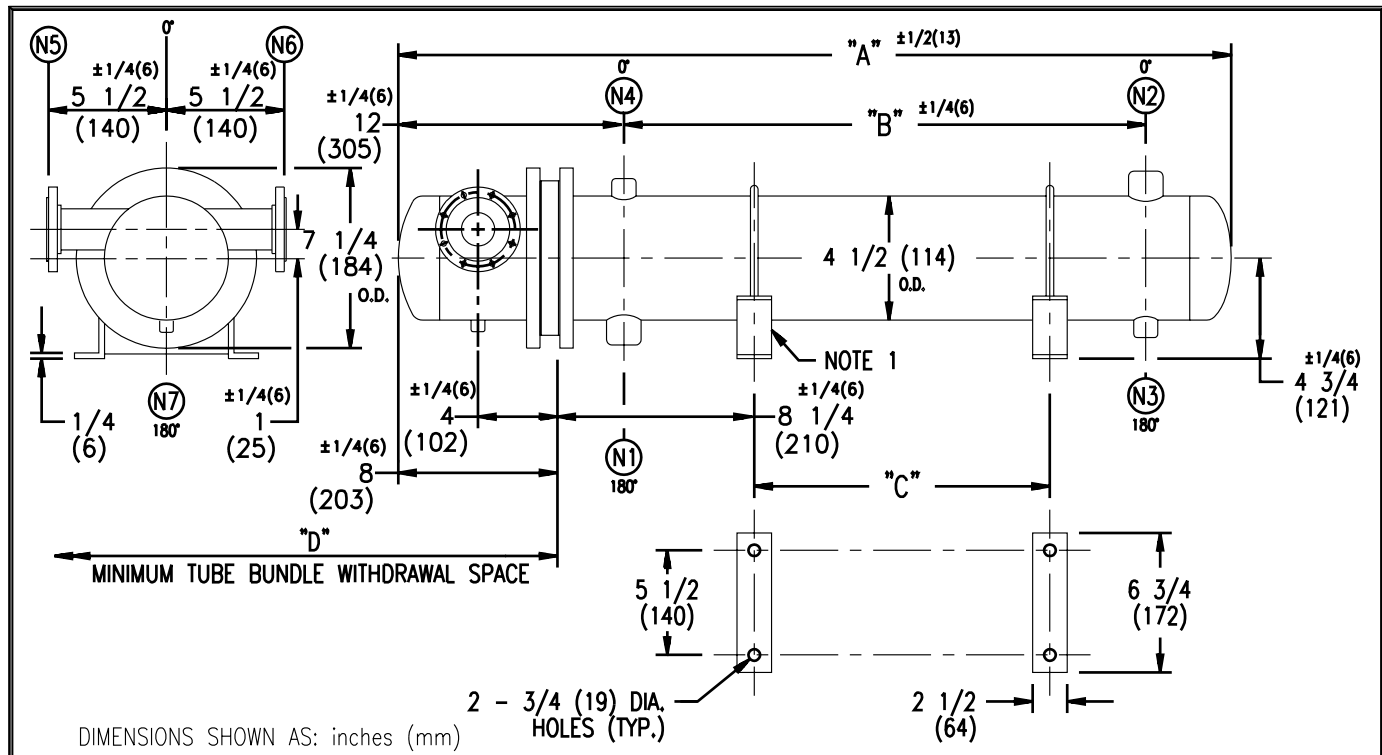 0°
N5
N6
±1/4(6)
5 1/2
(140)
±1/4(6)
5 1/2
(140)
"A" ±1/2(13)
0°
N4
0°
N2
±1/4(6)
12
(305)
"B" ±1/4(6)
7 1/4
(184)
O.D.
4 1/2 (114)
O.D.
NOTE 1
1/4
(6)
N7
180°
±1/4(6)
1
(25)
±1/4(6)
4
(102)
±1/4(6)
8 1/4
(210)
±1/4(6)
4 3/4
(121)
N3
180°
±1/4(6)
8
(203)
N1
180°
"C"
"D"
MINIMUM TUBE BUNDLE WITHDRAWAL SPACE
5 1/2
(140)
6 3/4
(172)
2 - 3/4 (19) DIA.
HOLES (TYP.)
2 1/2
(64)
DIMENSIONS SHOWN AS: inches (mm)